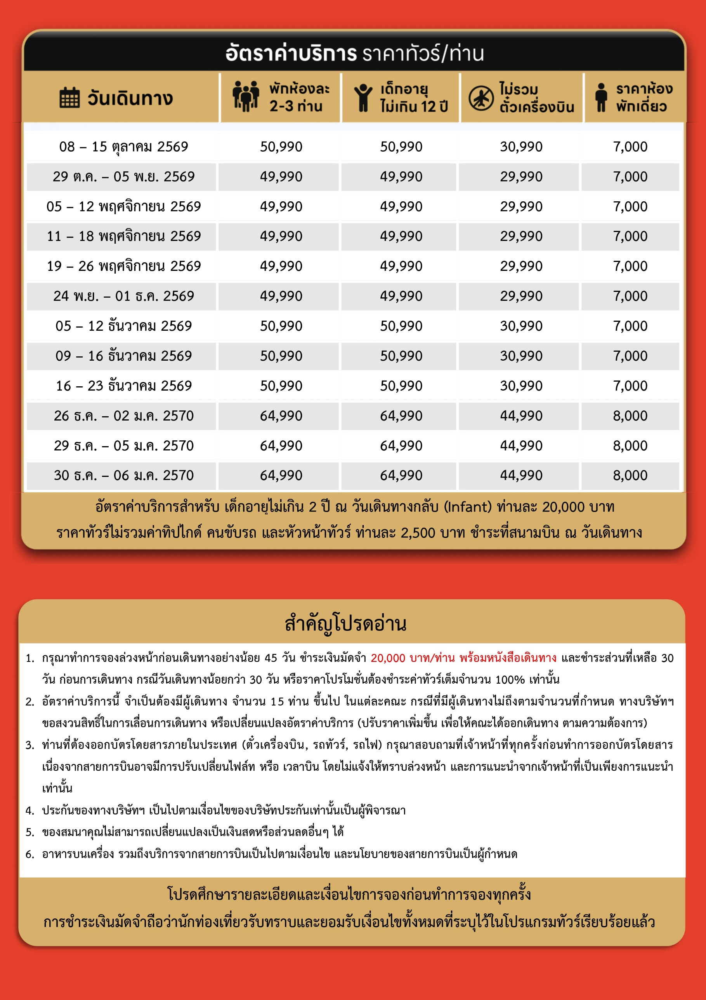 อัตราค่าบริการ ราคาทัวร์/ท่าน
วันเดินทาง พักห้องละ 2-3 ท่าน เด็กอายุ ไม่เกิน 12 ปี ไม่รวม ตั๋วเครื่องบิน ราคาห้อง พักเดี่ยว
08 – 15 ตุลาคม 2569 50,990 50,990 30,990 7,000
29 ต.ค. – 05 พ.ย. 2569 49,990 49,990 29,990 7,000
05 – 12 พฤศจิกายน 2569 49,990 49,990 29,990 7,000
11 – 18 พฤศจิกายน 2569 49,990 49,990 29,990 7,000
19 – 26 พฤศจิกายน 2569 49,990 49,990 29,990 7,000
24 พ.ย. – 01 ธ.ค. 2569 49,990 49,990 29,990 7,000
05 – 12 ธันวาคม 2569 50,990 50,990 30,990 7,000
09 – 16 ธันวาคม 2569 50,990 50,990 30,990 7,000
16 – 23 ธันวาคม 2569 50,990 50,990 30,990 7,000
26 ธ.ค. – 02 ม.ค. 2570 64,990 64,990 44,990 8,000
29 ธ.ค. – 05 ม.ค. 2570 64,990 64,990 44,990 8,000
30 ธ.ค. – 06 ม.ค. 2570 64,990 64,990 44,990 8,000
อัตราค่าบริการสำหรับ เด็กอายุไม่เกิน 2 ปี ณ วันเดินทางกลับ (Infant) ท่านละ 20,000 บาท
ราคาทัวร์ไม่รวมค่าทิปไกด์ คนขับรถ และหัวหน้าทัวร์ ท่านละ 2,500 บาท ชำระที่สนามบิน ณ วันเดินทาง
สำคัญโปรดอ่าน
1. กรุณาทำการจองล่วงหน้าก่อนเดินทางอย่างน้อย 45 วัน ชำระเงินมัดจำ 20,000 บาท/ท่าน พร้อมหนังสือเดินทาง และชำระส่วนที่เหลือ 30
วัน ก่อนการเดินทาง กรณีวันเดินทางน้อยกว่า 30 วัน หรือราคาโปรโมชั่นต้องชำระค่าทัวร์เต็มจำนวน 100% เท่านั้น
2. อัตราค่าบริการนี้ จำเป็นต้องมีผู้เดินทาง จำนวน 15 ท่าน ขึ้นไป ในแต่ละคณะ กรณีที่มีผู้เดินทางไม่ถึงตามจำนวนที่กำหนด ทางบริษัทฯ
ขอสงวนสิทธิ์ในการเลื่อนการเดินทาง หรือเปลี่ยนแปลงอัตราค่าบริการ (ปรับราคาเพิ่มขึ้น เพื่อให้คณะได้ออกเดินทาง ตามความต้องการ)
3. ท่านที่ต้องออกบัตรโดยสารภายในประเทศ (ตั๋วเครื่องบิน, รถทัวร์, รถไฟ) กรุณาสอบถามที่เจ้าหน้าที่ทุกครั้งก่อนทำการออกบัตรโดยสาร
เนื่องจากสายการบินอาจมีการปรับเปลี่ยนไฟล์ท หรือ เวลาบิน โดยไม่แจ้งให้ทราบล่วงหน้า และการแนะนำจากเจ้าหน้าที่เป็นเพียงการแนะนำ
เท่านั้น
4. ประกันของทางบริษัทฯ เป็นไปตามเงื่อนไขของบริษัทประกันเท่านั้นเป็นผู้พิจารณา
5. ของสมนาคุณไม่สามารถเปลี่ยนแปลงเป็นเงินสดหรือส่วนลดอื่นๆ ได้
6. อาหารบนเครื่อง รวมถึงบริการจากสายการบินเป็นไปตามเงื่อนไข และนโยบายของสายการบินเป็นผู้กำหนด
โปรดศึกษารายละเอียดและเงื่อนไขการจองก่อนทำการจองทุกครั้ง
การชำระเงินมัดจำถือว่านักท่องเที่ยวรับทราบและยอมรับเงื่อนไขทั้งหมดที่ระบุไว้ในโปรแกรมทัวร์เรียบร้อยแล้ว